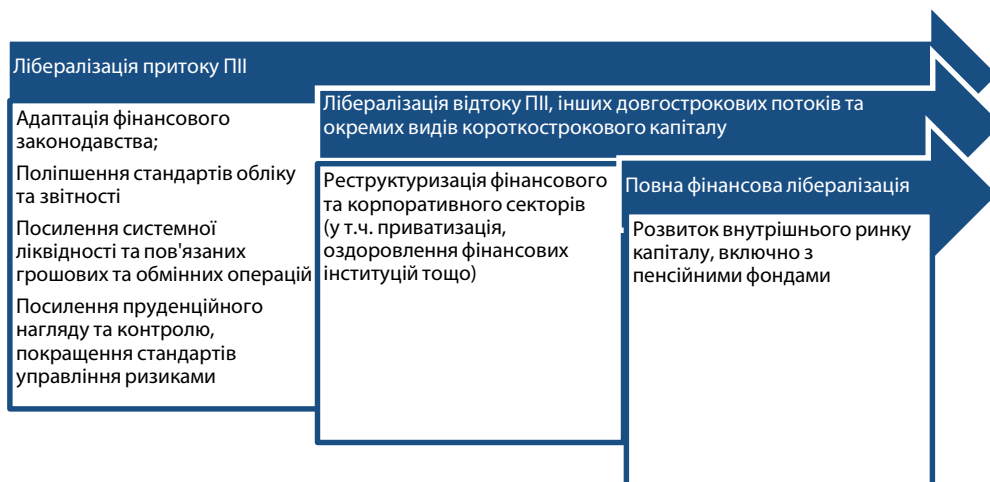 Лібералізація притоку ПІІ
Адаптація фінансового
законодавства;
Поліпшення стандартів обліку
та звітності
Посилення системної
ліквідності та пов'язаних
грошових та обмінних операцій
Посилення пруденційного
нагляду та контролю,
покращення стандартів
управління ризиками
Лібералізація відтоку ПІІ, інших довгострокових потоків та
окремих видів короткострокового капіталу
Реструктуризація фінансового
та корпоративного секторів
(у т.ч. приватизація,
оздоровлення фінансових
інституцій тощо)
Повна фінансова лібералізація
Розвиток внутрішнього ринку
капіталу, включно з
пенсійними фондами